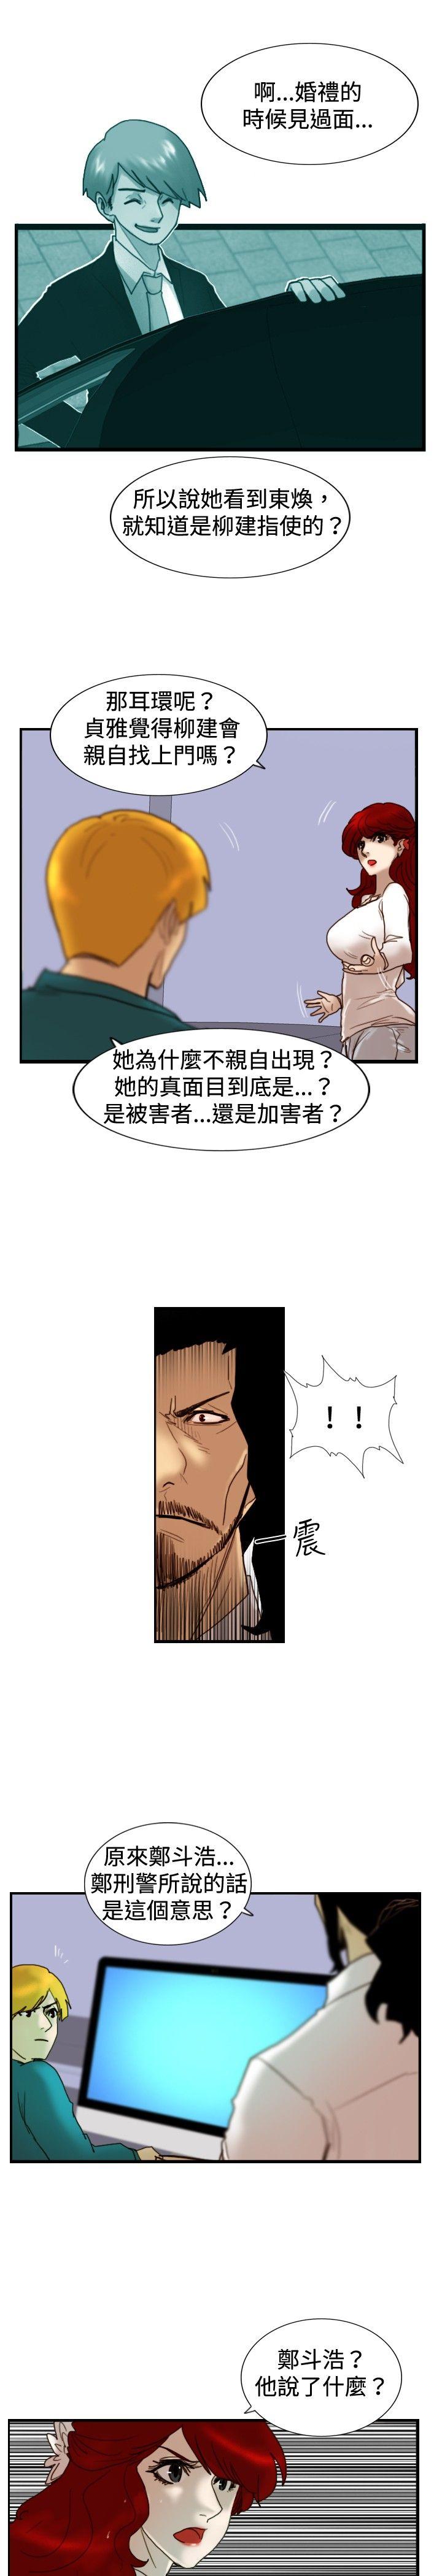 啊...婚禮的
時候見過面...
所以說她看到東煥，
就知道是柳建指使的？
那耳環呢？
貞雅覺得柳建會
親自找上門嗎？
她為什麼不親自出現？
她的真面目到底是...？
是被害者...還是加害者？
！！
震
原來鄭斗浩...
鄭刑警所說的話
是這個意思？
鄭斗浩？
他說了什麼？